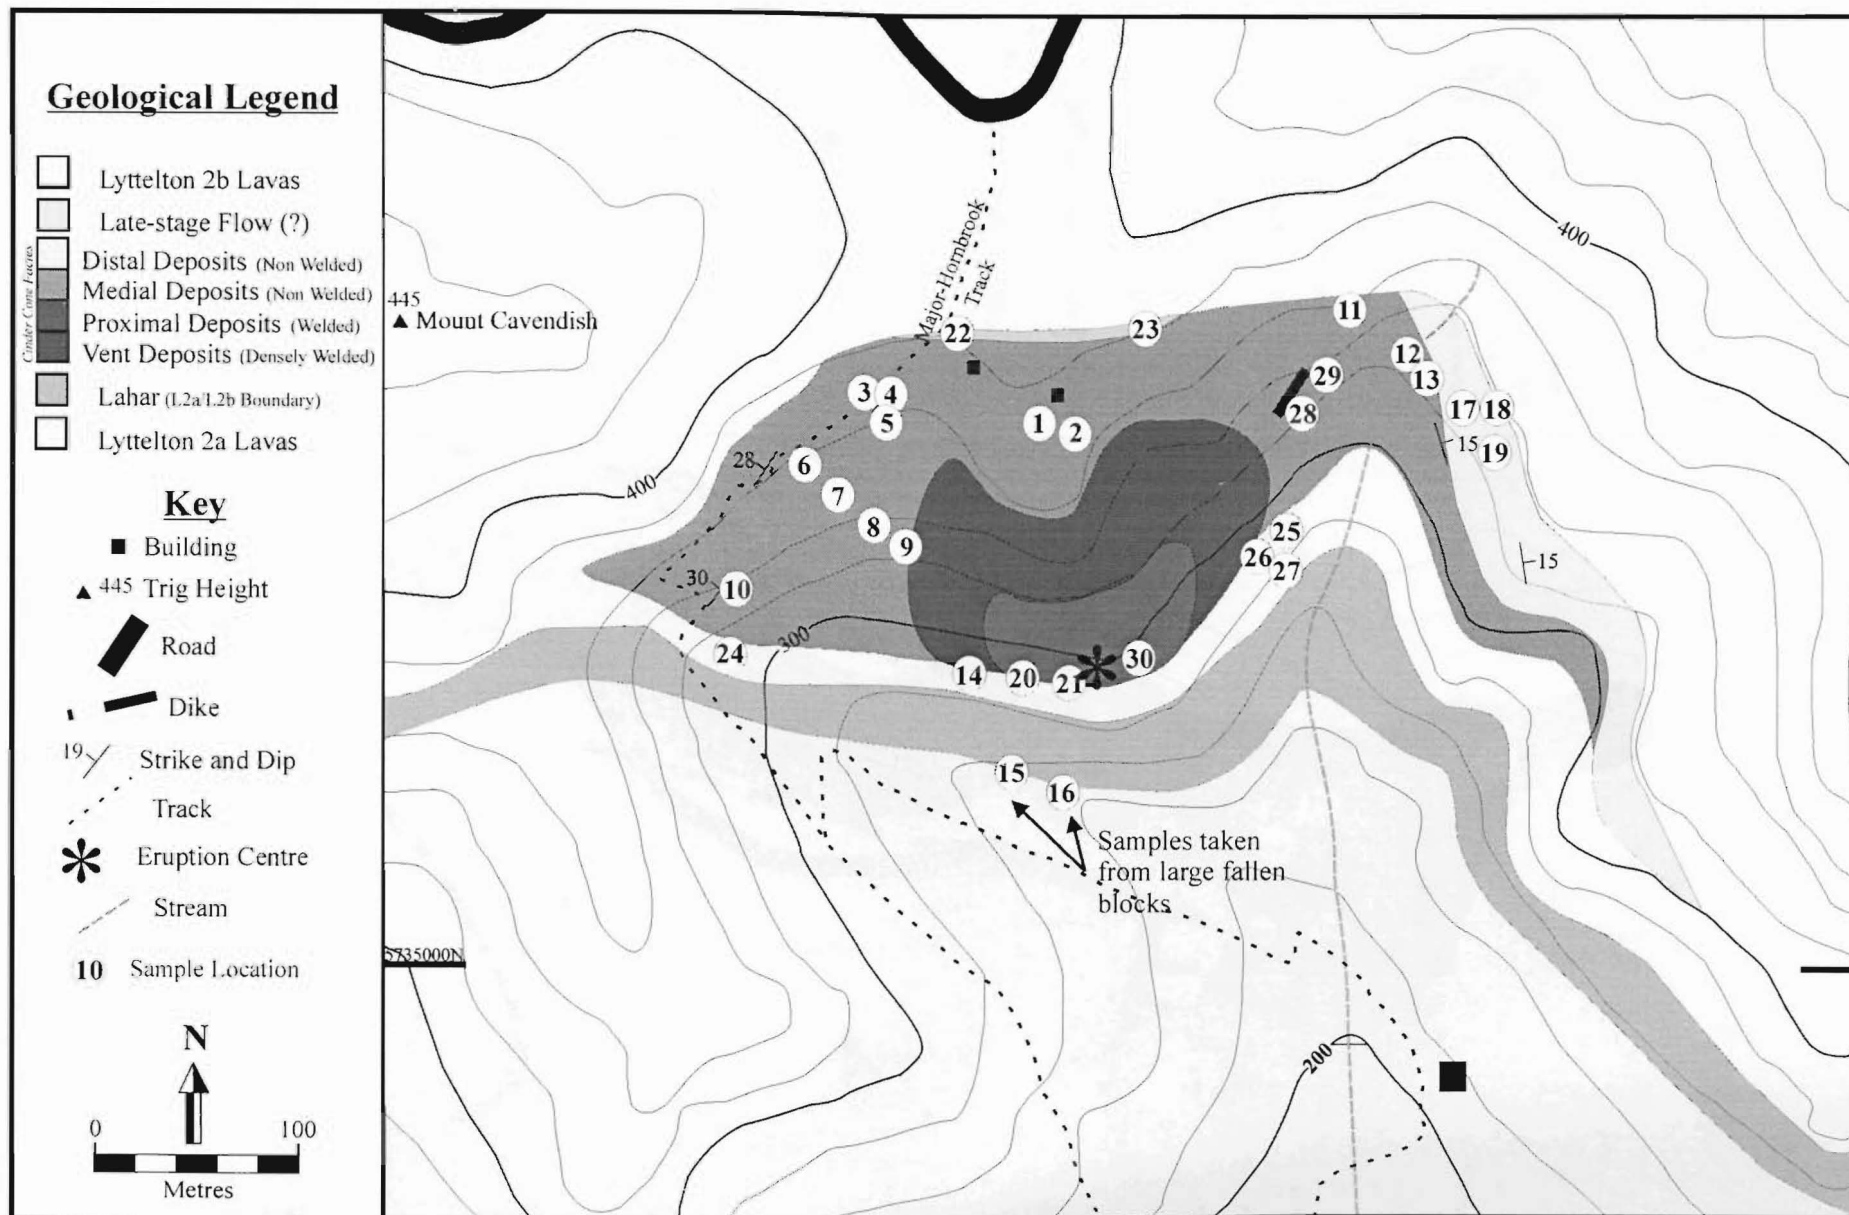 Geological Legend
Lyttelton 2b Lavas
Late-stage Flow (?)
Cinder Cone Facies
Distal Deposits (Non Welded)
Medial Deposits (Non Welded)
Proximal Deposits (Welded)
Vent Deposits (Densely Welded)
Lahar (L2a/L2b Boundary)
Lyttelton 2a Lavas
Key
Building
445 Trig Height
Road
Dike
19 Strike and Dip
Track
Eruption Centre
Stream
10 Sample Location
N
0 100
Metres
400
445
Mount Cavendish
Major-Hornbrook
Track
22
23
11
12
13
3
4
5
29
28
17
18
1
2
15
19
28
6
400
7
8
9
25
26
27
15
30
10
300
24
14
20
21
30
15
16
Samples taken
from large fallen
blocks
5735000N
200